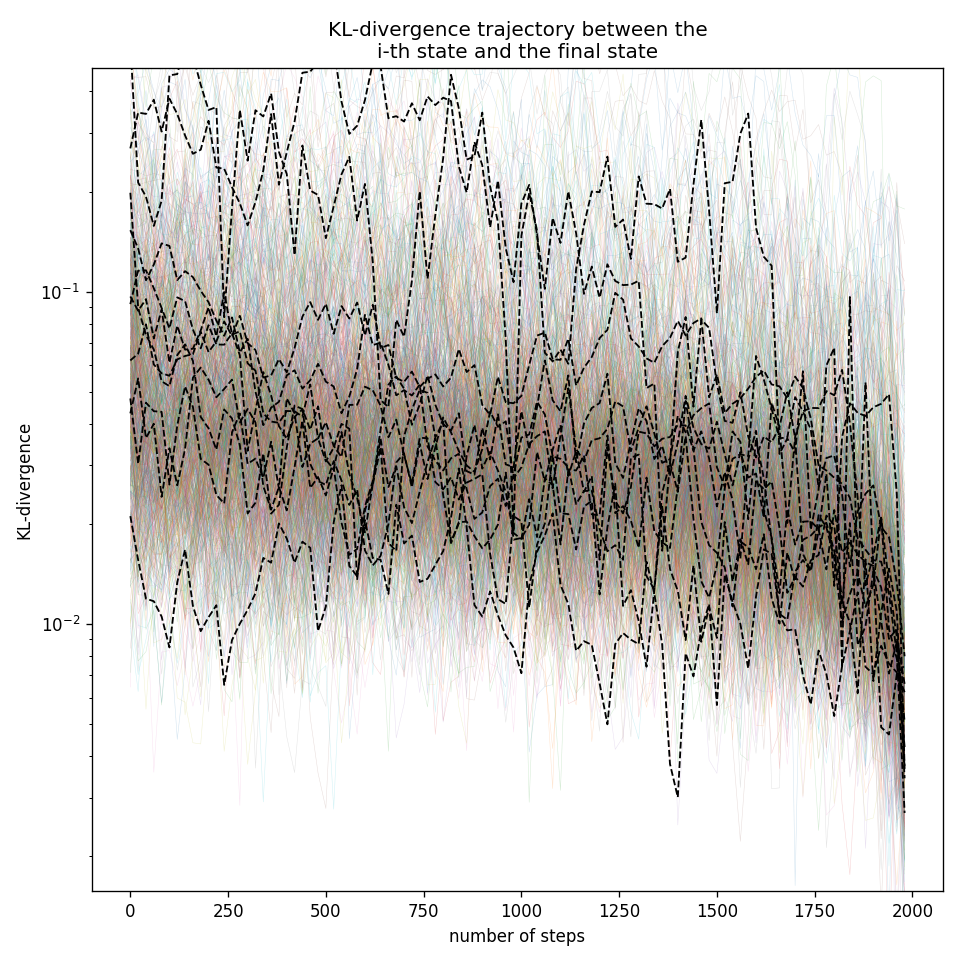 KL-divergence trajectory between the
i-th state and the final state
KL-divergence
10⁻¹
10⁻²
0 250 500 750 1000 1250 1500 1750 2000
number of steps